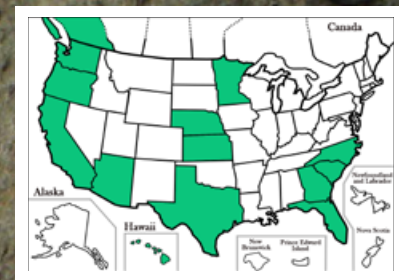 Canada
Alaska
Hawaii
New
Brunswick
Prince Edward
Island
Newfoundland
and Labrador
Nova Scotia